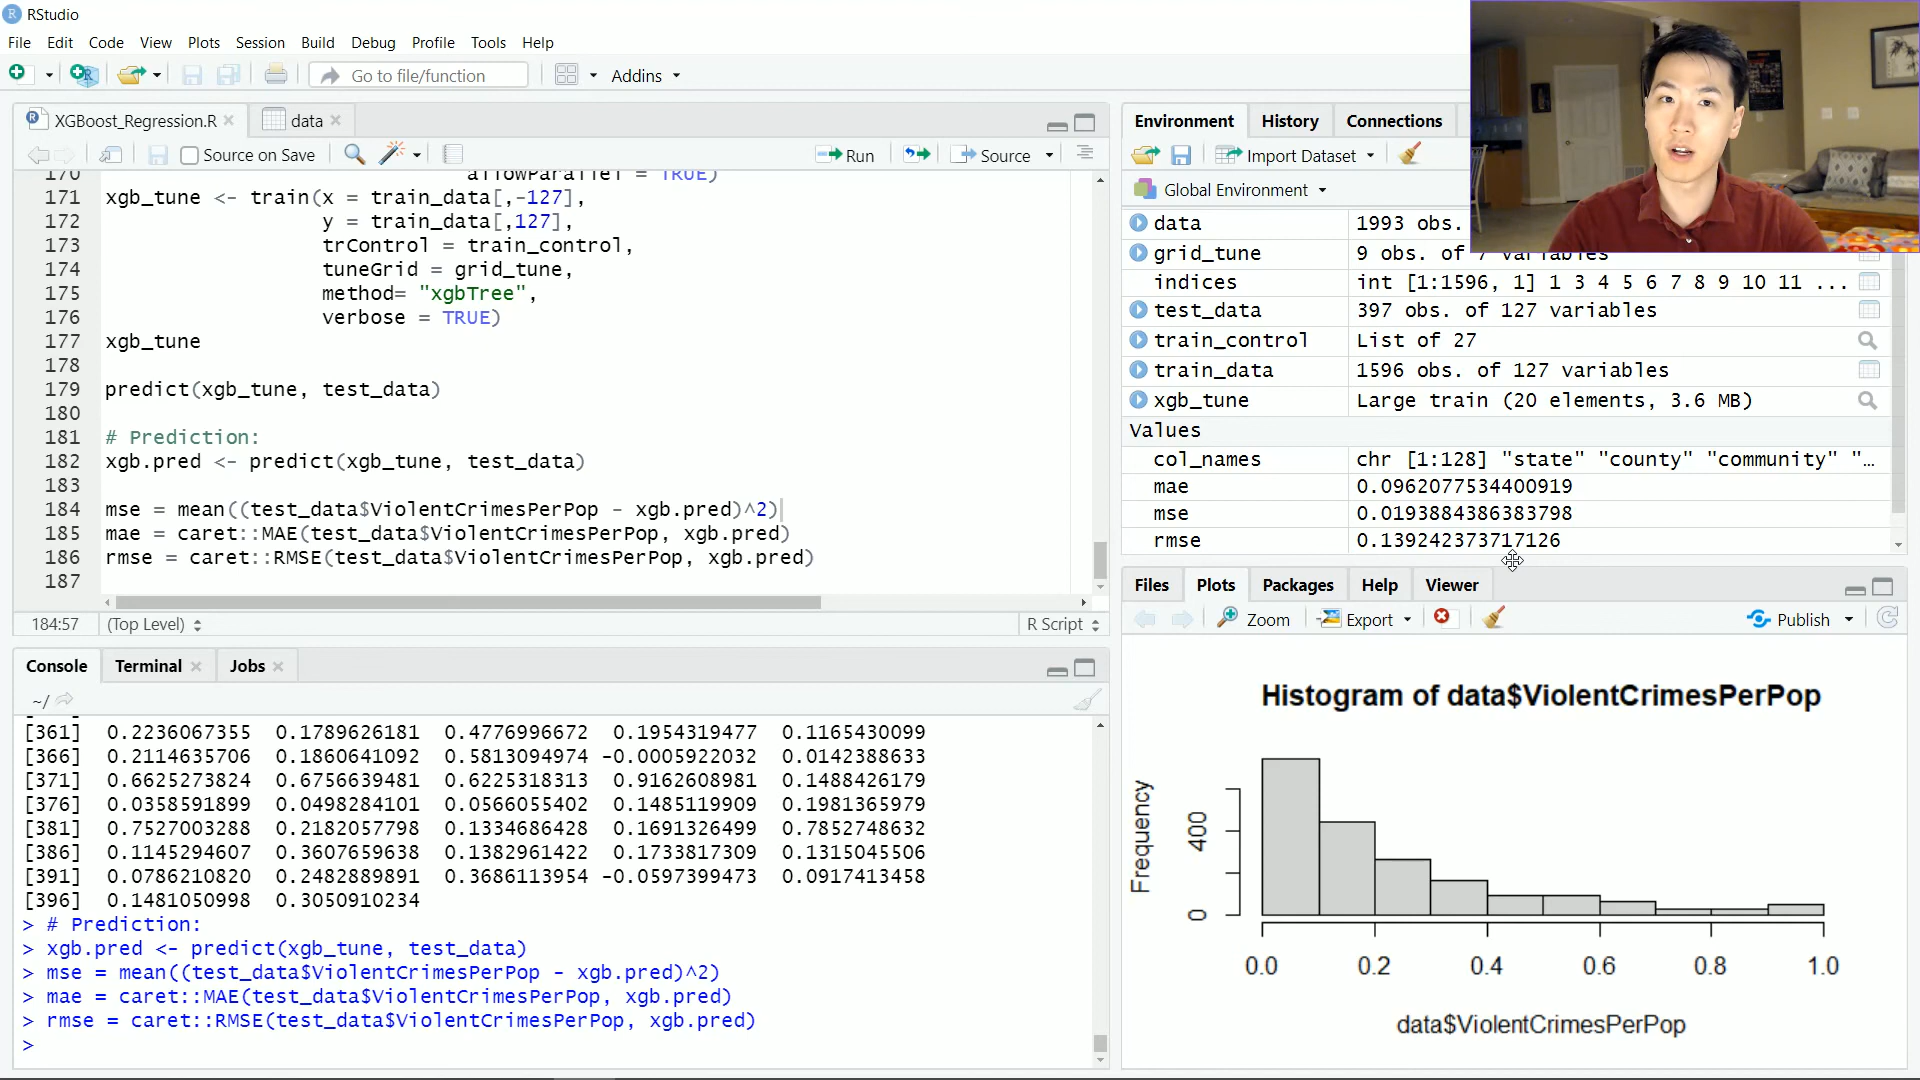 RStudio
File Edit Code View Plots Session Build Debug Profile Tools Help
Go to file/function
Addins
XGBoost_Regression.R
data
Source on Save
Run
Source
170 allowParallel = TRUE)
171 xgb_tune <- train(x = train_data[,-127],
172 y = train_data[,127],
173 trControl = train_control,
174 tuneGrid = grid_tune,
175 method= "xgbTree",
176 verbose = TRUE)
177 xgb_tune
178
179 predict(xgb_tune, test_data)
180
181 # Prediction:
182 xgb.pred <- predict(xgb_tune, test_data)
183
184 mse = mean((test_data$ViolentCrimesPerPop - xgb.pred)^2)
185 mae = caret::MAE(test_data$ViolentCrimesPerPop, xgb.pred)
186 rmse = caret::RMSE(test_data$ViolentCrimesPerPop, xgb.pred)
187
184:57 (Top Level) R Script
Console Terminal Jobs
~/
[361] 0.2236067355 0.1789626181 0.4776996672 0.1954319477 0.1165430099
[366] 0.2114635706 0.1860641092 0.5813094974 -0.0005922032 0.0142388633
[371] 0.6625273824 0.6756639481 0.6225318313 0.9162608981 0.1488426179
[376] 0.0358591899 0.0498284101 0.0566055402 0.1485119909 0.1981365979
[381] 0.7527003288 0.2182057798 0.1334686428 0.1691326499 0.7852748632
[386] 0.1145294607 0.3607659638 0.1382961422 0.1733817309 0.1315045506
[391] 0.0786210820 0.2482889891 0.3686113954 -0.0597399473 0.0917413458
[396] 0.1481050998 0.3050910234
> # Prediction:
> xgb.pred <- predict(xgb_tune, test_data)
> mse = mean((test_data$ViolentCrimesPerPop - xgb.pred)^2)
> mae = caret::MAE(test_data$ViolentCrimesPerPop, xgb.pred)
> rmse = caret::RMSE(test_data$ViolentCrimesPerPop, xgb.pred)
>
Environment History Connections
Import Dataset
Global Environment
data 1993 obs.
grid_tune 9 obs. of 7 variables
indices int [1:1596, 1] 1 3 4 5 6 7 8 9 10 11 ...
test_data 397 obs. of 127 variables
train_control List of 27
train_data 1596 obs. of 127 variables
xgb_tune Large train (20 elements, 3.6 MB)
Values
col_names chr [1:128] "state" "county" "community" "…
mae 0.0962077534400919
mse 0.0193884386383798
rmse 0.139242373717126
Files Plots Packages Help Viewer
Zoom Export Publish
Histogram of data$ViolentCrimesPerPop
Frequency
0 400
0.0 0.2 0.4 0.6 0.8 1.0
data$ViolentCrimesPerPop